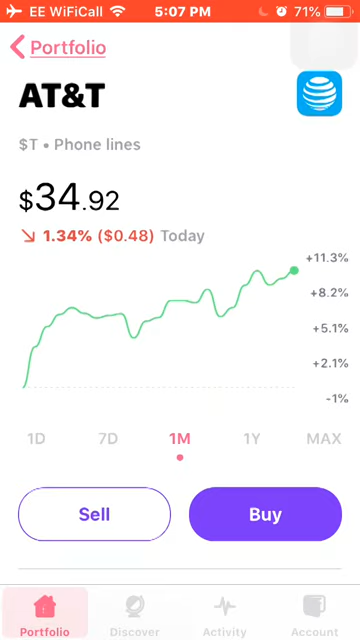 EE WiFiCall 5:07 PM 71%
Portfolio
AT&T
$T • Phone lines
$34.92
1.34% ($0.48) Today
+11.3%
+8.2%
+5.1%
+2.1%
-1%
1D 7D 1M 1Y MAX
Sell Buy
Portfolio Discover Activity Account